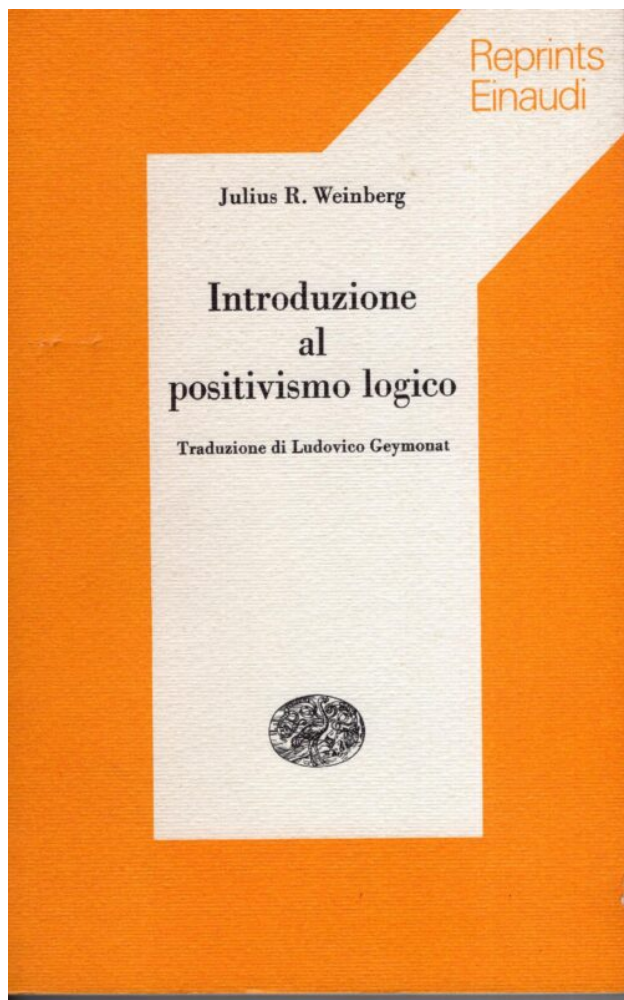 Reprints
Einaudi
Julius R. Weinberg
Introduzione
al
positivismo logico
Traduzione di Ludovico Geymonat